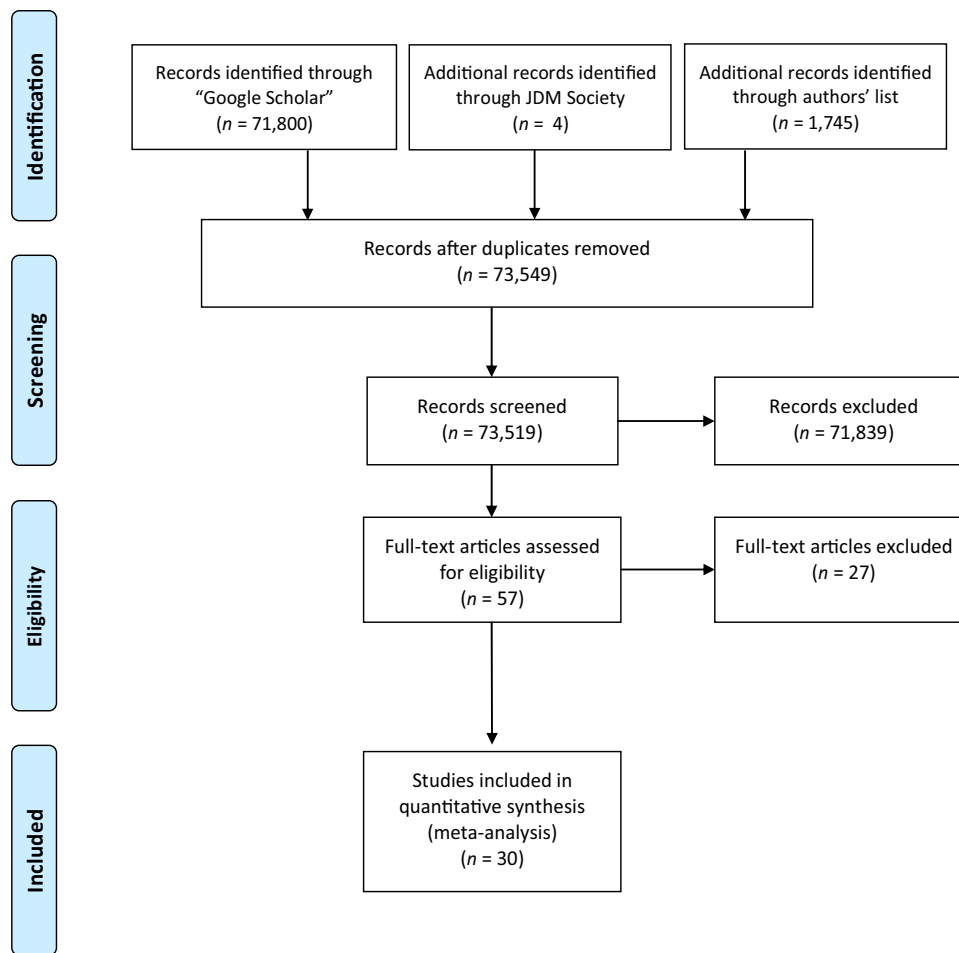 Identification
Records identified through
“Google Scholar”
(n = 71,800)
Additional records identified
through JDM Society
(n = 4)
Additional records identified
through authors’ list
(n = 1,745)
Records after duplicates removed
(n = 73,549)
Screening
Records screened
(n = 73,519)
Records excluded
(n = 71,839)
Eligibility
Full-text articles assessed
for eligibility
(n = 57)
Full-text articles excluded
(n = 27)
Included
Studies included in
quantitative synthesis
(meta-analysis)
(n = 30)